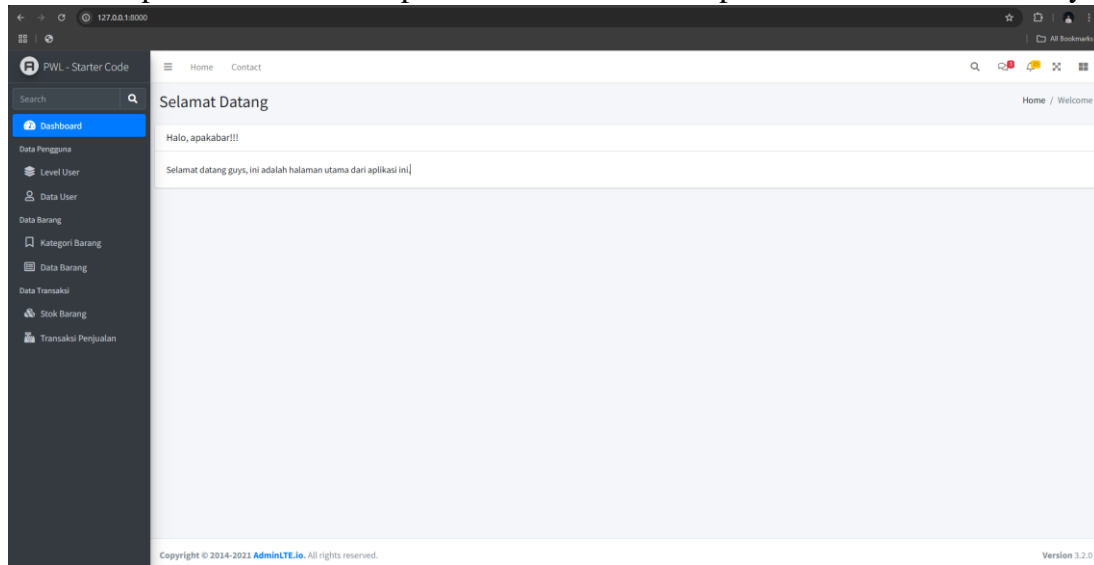 127.0.0.1:8000
All Bookmarks
PWL - Starter Code
Home Contact
Search
Selamat Datang
Home / Welcome
Dashboard
Halo, apakabar!!!
Data Pengguna
Selamat datang guys, ini adalah halaman utama dari aplikasi ini.
Level User
Data User
Data Barang
Kategori Barang
Data Barang
Data Transaksi
Stok Barang
Transaksi Penjualan
Copyright © 2014-2021 AdminLTE.io. All rights reserved.
Version 3.2.0